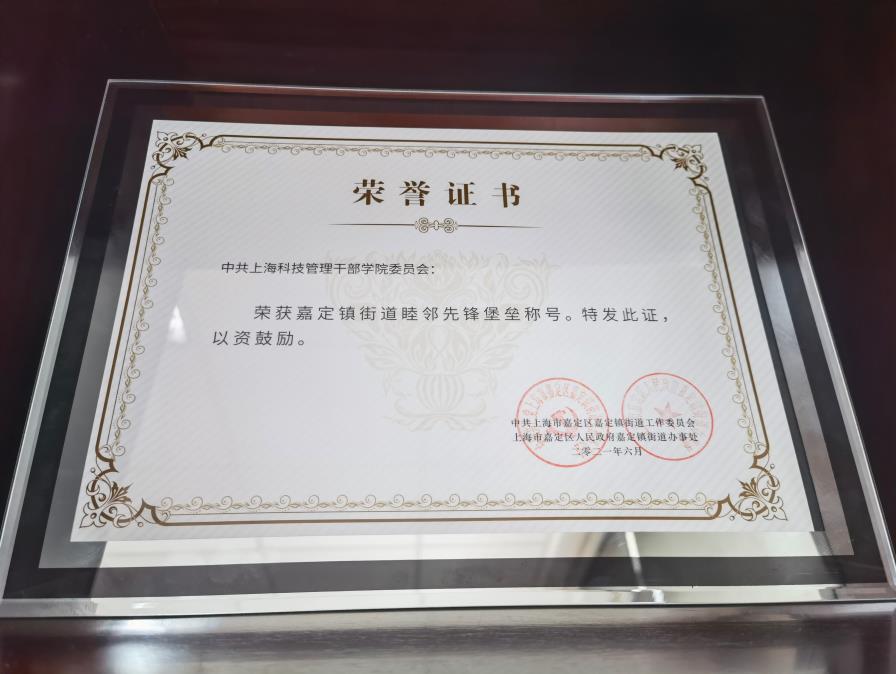 荣誉证书
中共上海科技管理干部学院委员会：
荣获嘉定镇街道睦邻先锋堡垒称号。特发此证，
以资鼓励。
中共上海市嘉定区嘉定镇街道工作委员会
上海市嘉定区人民政府嘉定镇街道办事处
二零二一年六月